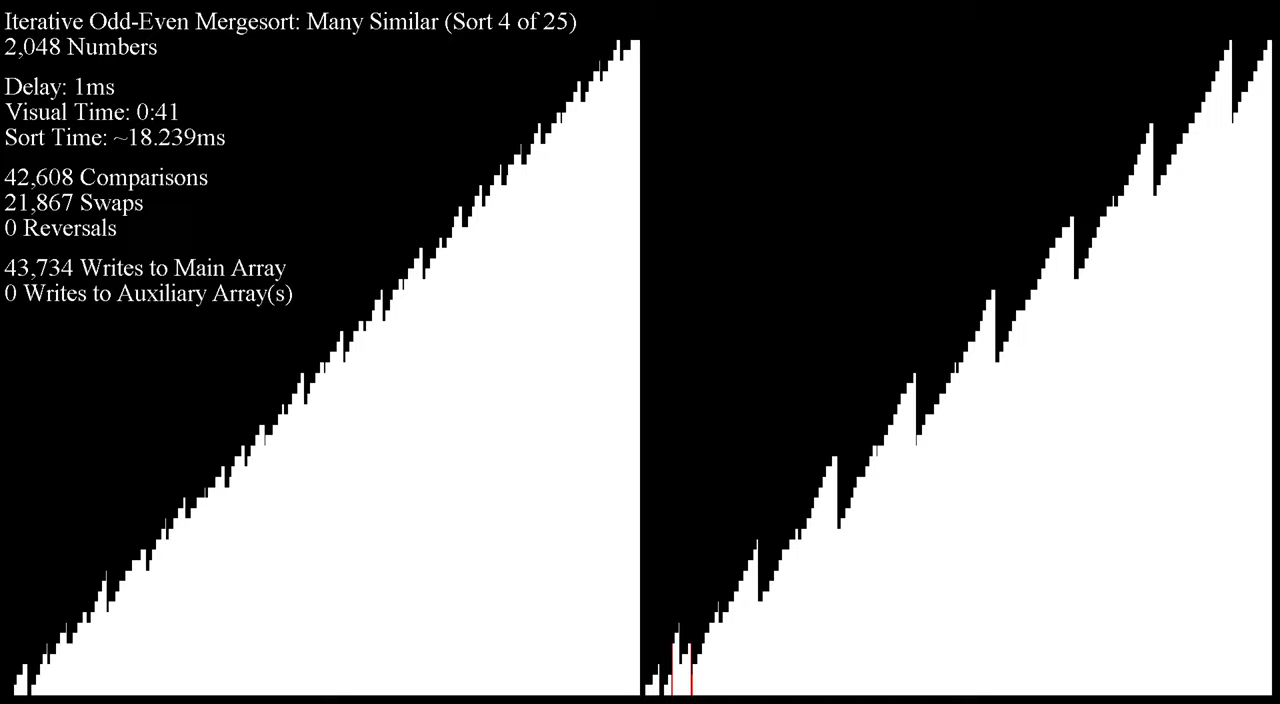 Iterative Odd-Even Mergesort: Many Similar (Sort 4 of 25)
2,048 Numbers
Delay: 1ms
Visual Time: 0:41
Sort Time: ~18.239ms
42,608 Comparisons
21,867 Swaps
0 Reversals
43,734 Writes to Main Array
0 Writes to Auxiliary Array(s)